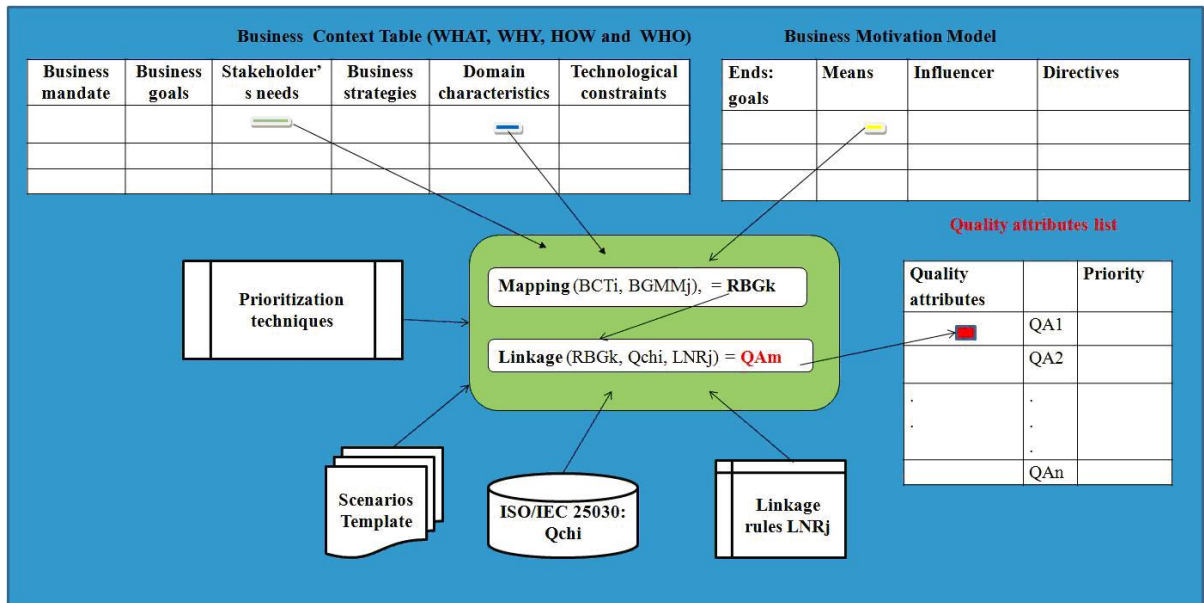 Business Context Table (WHAT, WHY, HOW and WHO)
Business Motivation Model
Business
mandate
Business
goals
Stakeholder’
s needs
Business
strategies
Domain
characteristics
Technological
constraints
Ends:
goals
Means
Influencer
Directives
Quality attributes list
Prioritization
techniques
Mapping (BCTi, BGMMj), = RBGk
Linkage (RBGk, Qchi, LNRj) = QAm
Quality
attributes
Priority
QA1
QA2
. .
. .
.
QAn
Scenarios
Template
ISO/IEC 25030:
Qchi
Linkage
rules LNRj